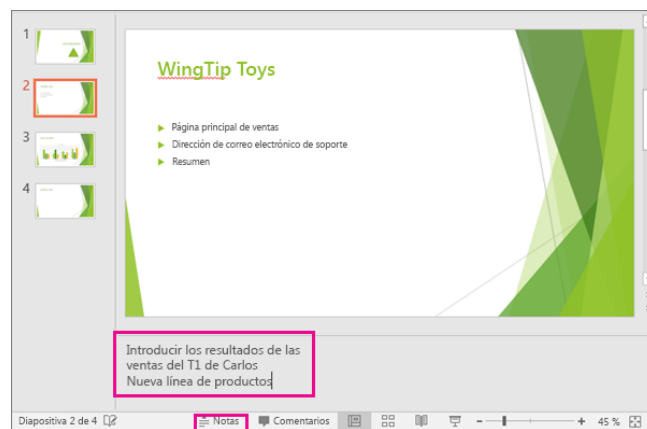 1
2
3
4
WingTip Toys
Página principal de ventas
Dirección de correo electrónico de soporte
Resumen
Introducir los resultados de las
ventas del T1 de Carlos
Nueva línea de productos
Diapositiva 2 de 4 Notas Comentarios 45 %